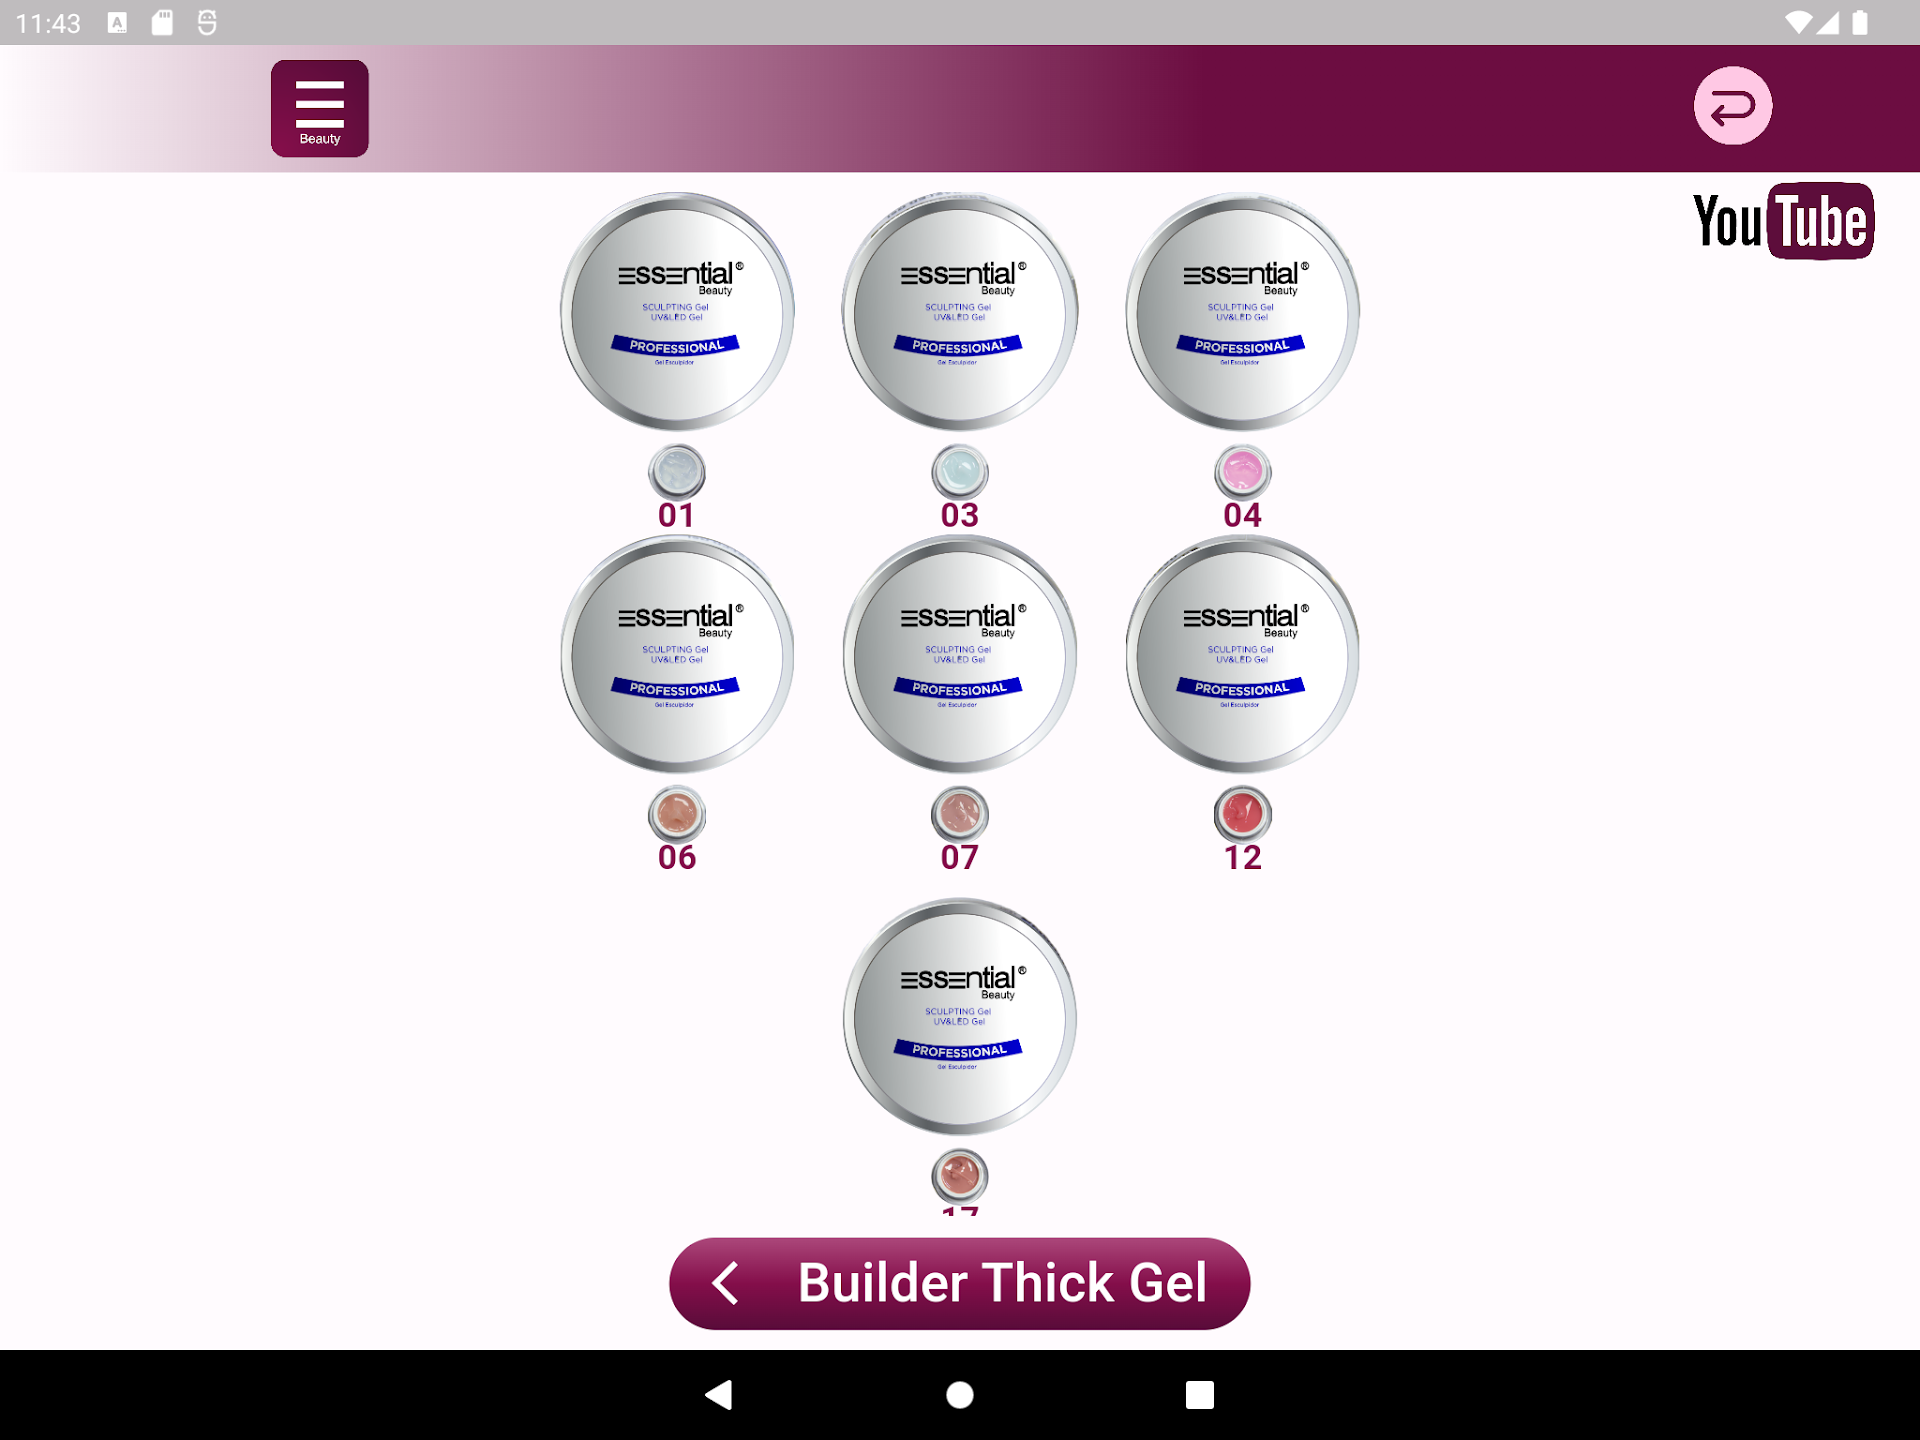 11:43
A
Beauty
YouTube
ESSEntial®
Beauty
SCULPTING Gel
UV&LED Gel
PROFESSIONAL
Gel Esculpidor
ESSEntial®
Beauty
SCULPTING Gel
UV&LED Gel
PROFESSIONAL
Gel Esculpidor
ESSEntial®
Beauty
SCULPTING Gel
UV&LED Gel
PROFESSIONAL
Gel Esculpidor
01
03
04
ESSEntial®
Beauty
SCULPTING Gel
UV&LED Gel
PROFESSIONAL
Gel Esculpidor
ESSEntial®
Beauty
SCULPTING Gel
UV&LED Gel
PROFESSIONAL
Gel Esculpidor
ESSEntial®
Beauty
SCULPTING Gel
UV&LED Gel
PROFESSIONAL
Gel Esculpidor
06
07
12
ESSEntial®
Beauty
SCULPTING Gel
UV&LED Gel
PROFESSIONAL
Gel Esculpidor
17
Builder Thick Gel